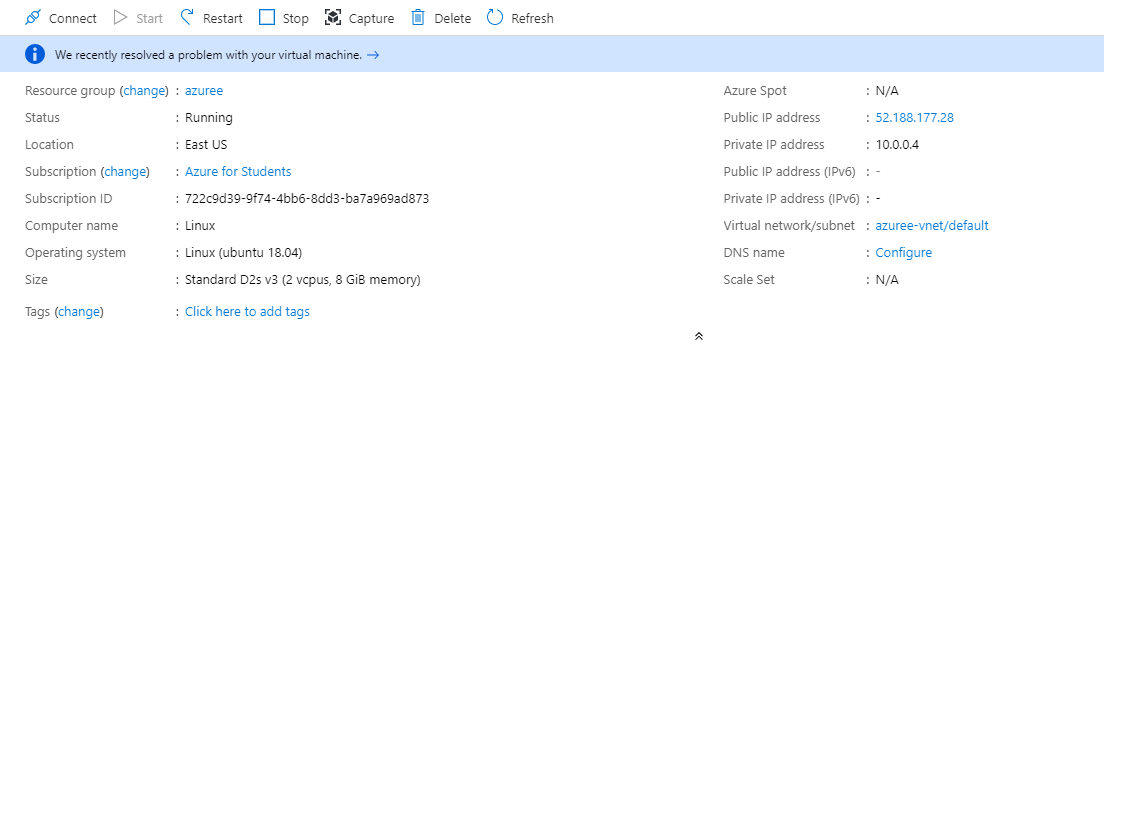 Connect Start Restart Stop Capture Delete Refresh
We recently resolved a problem with your virtual machine. →
Resource group (change) : azuree
Status : Running
Location : East US
Subscription (change) : Azure for Students
Subscription ID : 722c9d39-9f74-4bb6-8dd3-ba7a969ad873
Computer name : Linux
Operating system : Linux (ubuntu 18.04)
Size : Standard D2s v3 (2 vcpus, 8 GiB memory)
Tags (change) : Click here to add tags
Azure Spot : N/A
Public IP address : 52.188.177.28
Private IP address : 10.0.0.4
Public IP address (IPv6) : -
Private IP address (IPv6) : -
Virtual network/subnet : azuree-vnet/default
DNS name : Configure
Scale Set : N/A